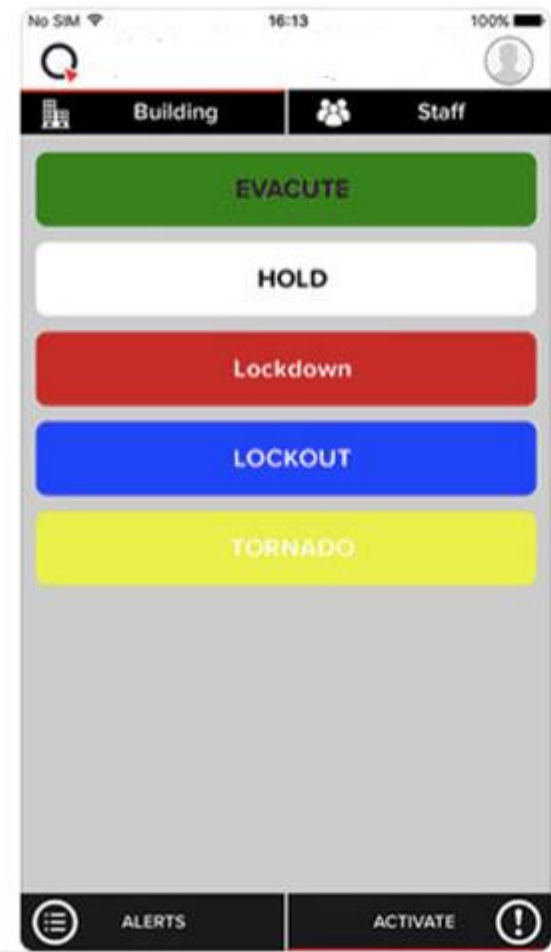 No SIM 16:13 100%
Building Staff
EVACUTE
HOLD
Lockdown
LOCKOUT
TORNADO
ALERTS ACTIVATE